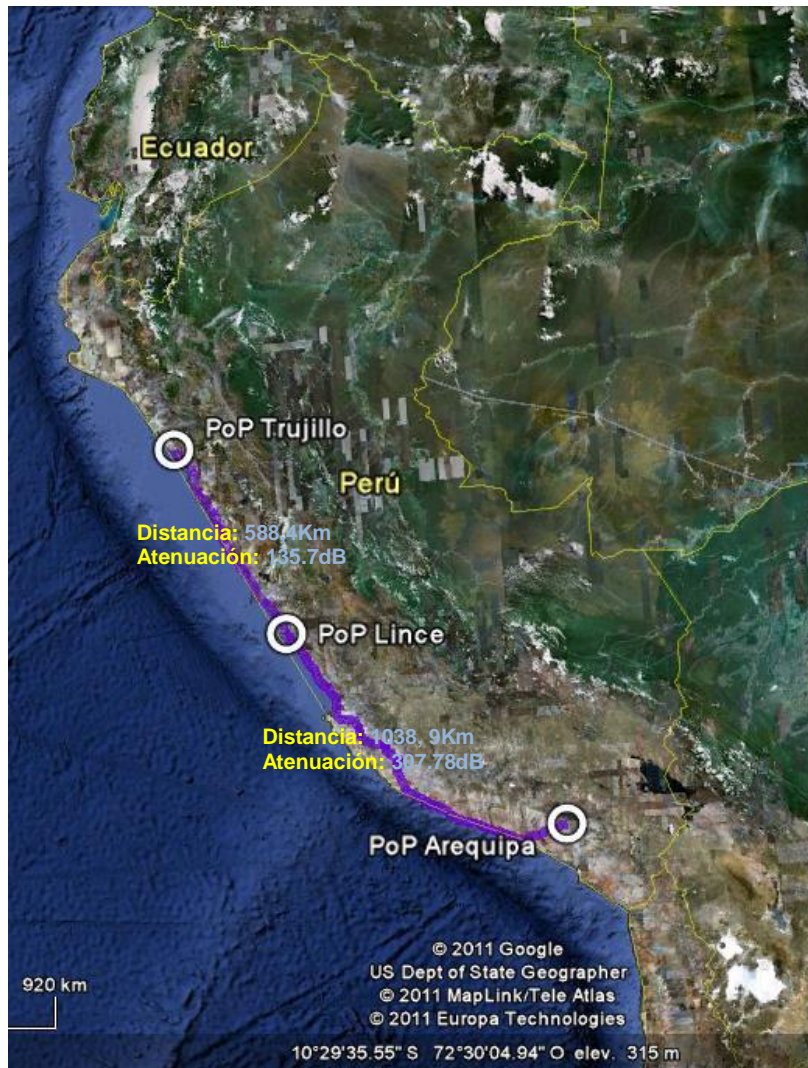 Ecuador
PoP Trujillo
Perú
Distancia: 588.4Km
Atenuación: 135.7dB
PoP Lince
Distancia: 1038, 9Km
Atenuación: 307.78dB
PoP Arequipa
© 2011 Google
US Dept of State Geographer
© 2011 MapLink/Tele Atlas
© 2011 Europa Technologies
920 km
10°29'35.55" S 72°30'04.94" O elev. 315 m